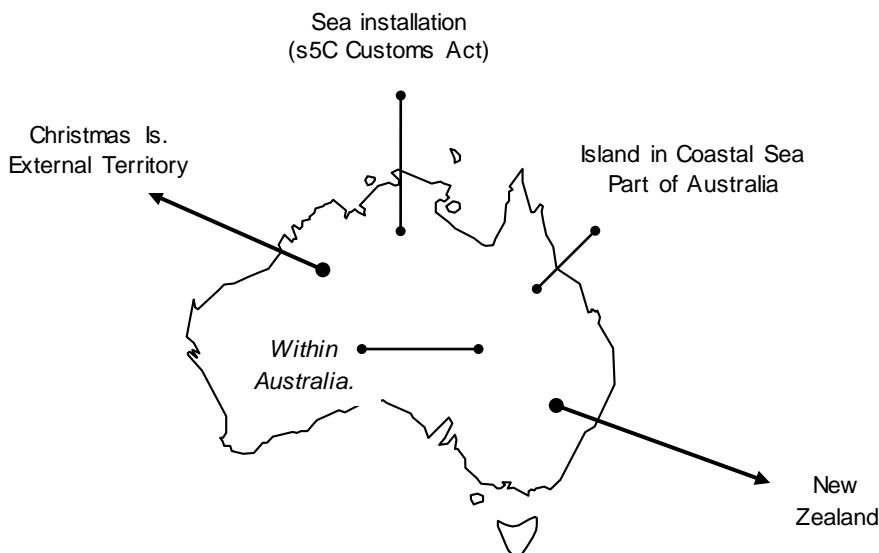 Sea installation
(s5C Customs Act)
Christmas Is.
External Territory
Island in Coastal Sea
Part of Australia
Within
Australia.
New
Zealand